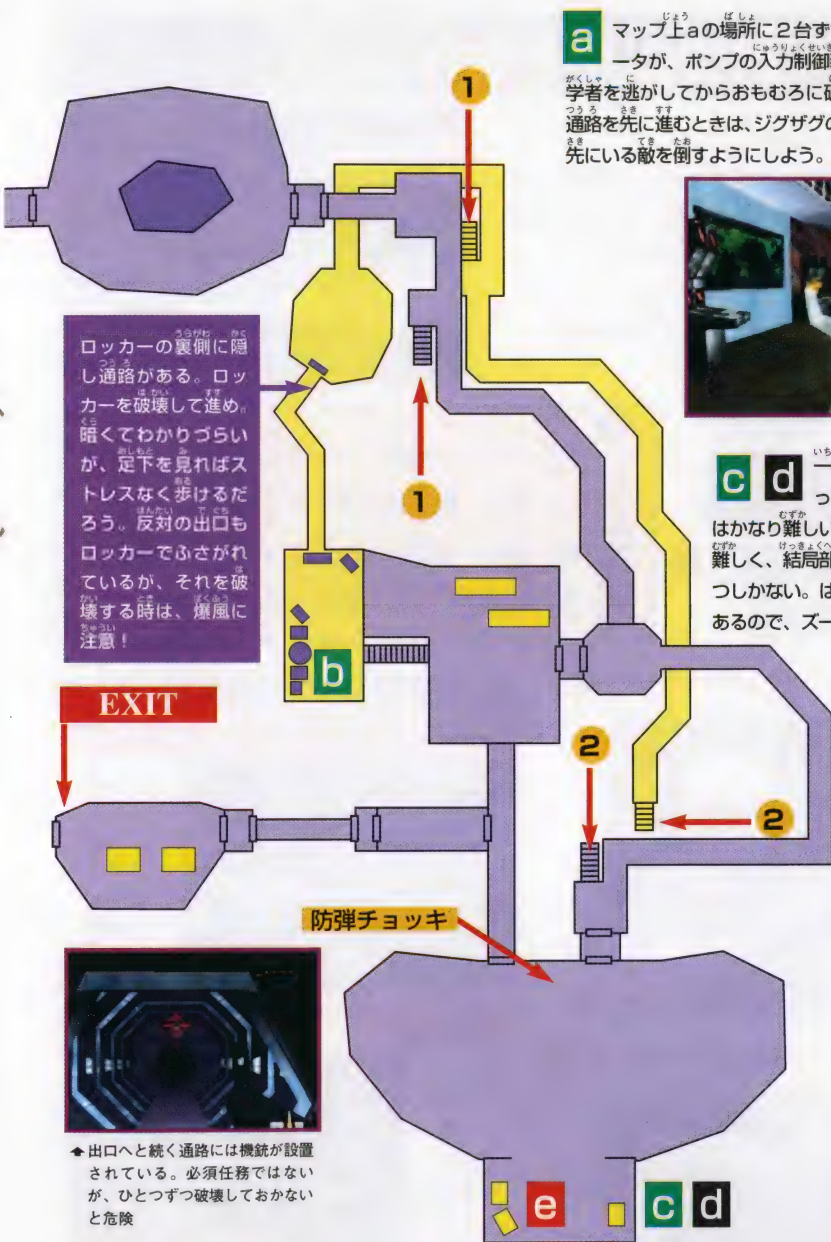 a
マップ上aの場所に2台ず
ータが、ポンプの入力制御
学者を逃がしてからおもむろに
通路を先に進むときは、ジグザグの
先にいる敵を倒すようにしよう。
1
ロッカーの裏側に隠
し通路がある。ロッ
カーを破壊して進め。
暗くてわかりづらい
が、足下を見ればス
トレスなく歩けるだ
ろう。反対の出口も
ロッカーでふさがれ
ているが、それを破
壊する時は、爆風に
注意!
1
c d
っ
はかなり難しい
難しく、結局部
つしかない。は
あるので、ズー
b
EXIT
2
2
防弾チョッキ
出口へと続く通路には機銃が設置
されている。必須任務ではない
が、ひとつずつ破壊しておかない
と危険
e
c d